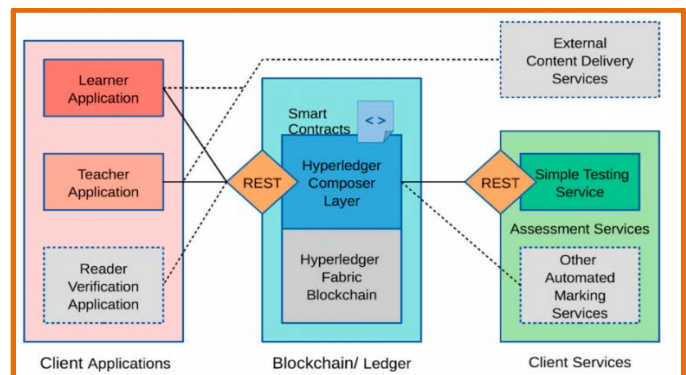 Learner
Application
Teacher
Application
Reader
Verification
Application
Client Applications
Smart
Contracts
< >
REST
Hyperledger
Composer
Layer
Hyperledger
Fabric
Blockchain
Blockchain/ Ledger
External
Content Delivery
Services
REST
Simple Testing
Service
Assessment Services
Other
Automated
Marking
Services
Client Services